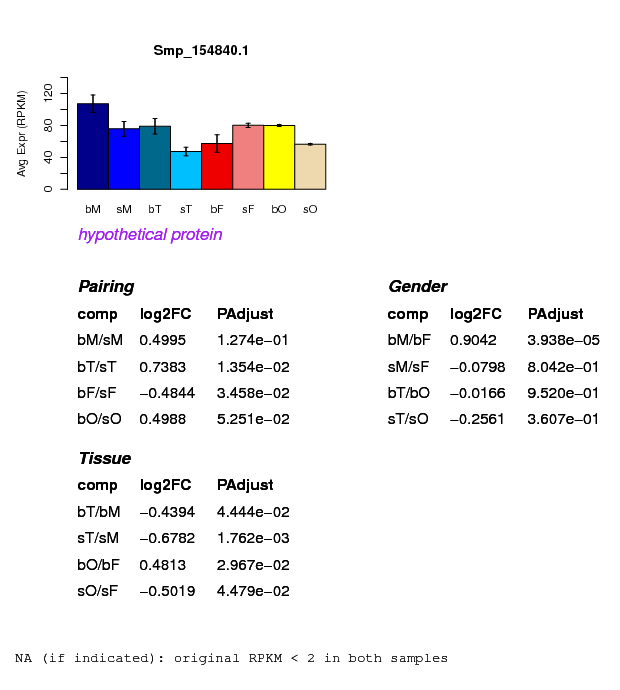 Smp_154840.1
Avg Expr (RPKM)
0 40 80 120
bM sM bT sT bF sF bO sO
hypothetical protein
Pairing
comp log2FC PAdjust
bM/sM 0.4995 1.274e−01
bT/sT 0.7383 1.354e−02
bF/sF −0.4844 3.458e−02
bO/sO 0.4988 5.251e−02
Gender
comp log2FC PAdjust
bM/bF 0.9042 3.938e−05
sM/sF −0.0798 8.042e−01
bT/bO −0.0166 9.520e−01
sT/sO −0.2561 3.607e−01
Tissue
comp log2FC PAdjust
bT/bM −0.4394 4.444e−02
sT/sM −0.6782 1.762e−03
bO/bF 0.4813 2.967e−02
sO/sF −0.5019 4.479e−02
NA (if indicated): original RPKM < 2 in both samples